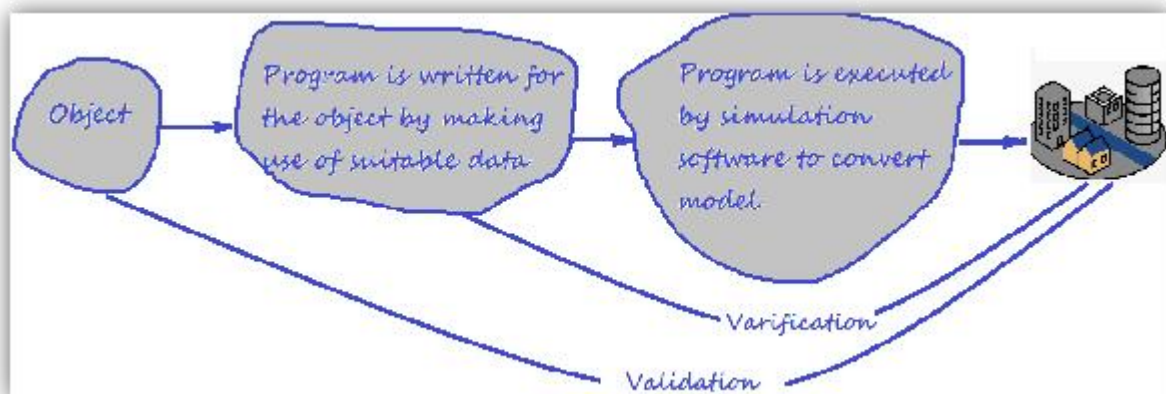 Object
Program is written for
the object by making
use of suitable data
Program is executed
by simulation
software to convert
model
Varification
Validation